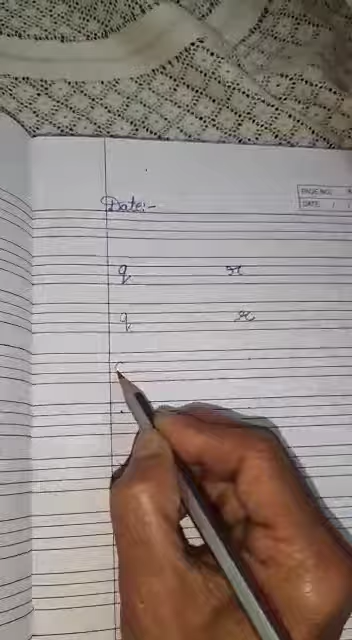 PAGE NO.
DATE: / /
Date:-
q r
q r